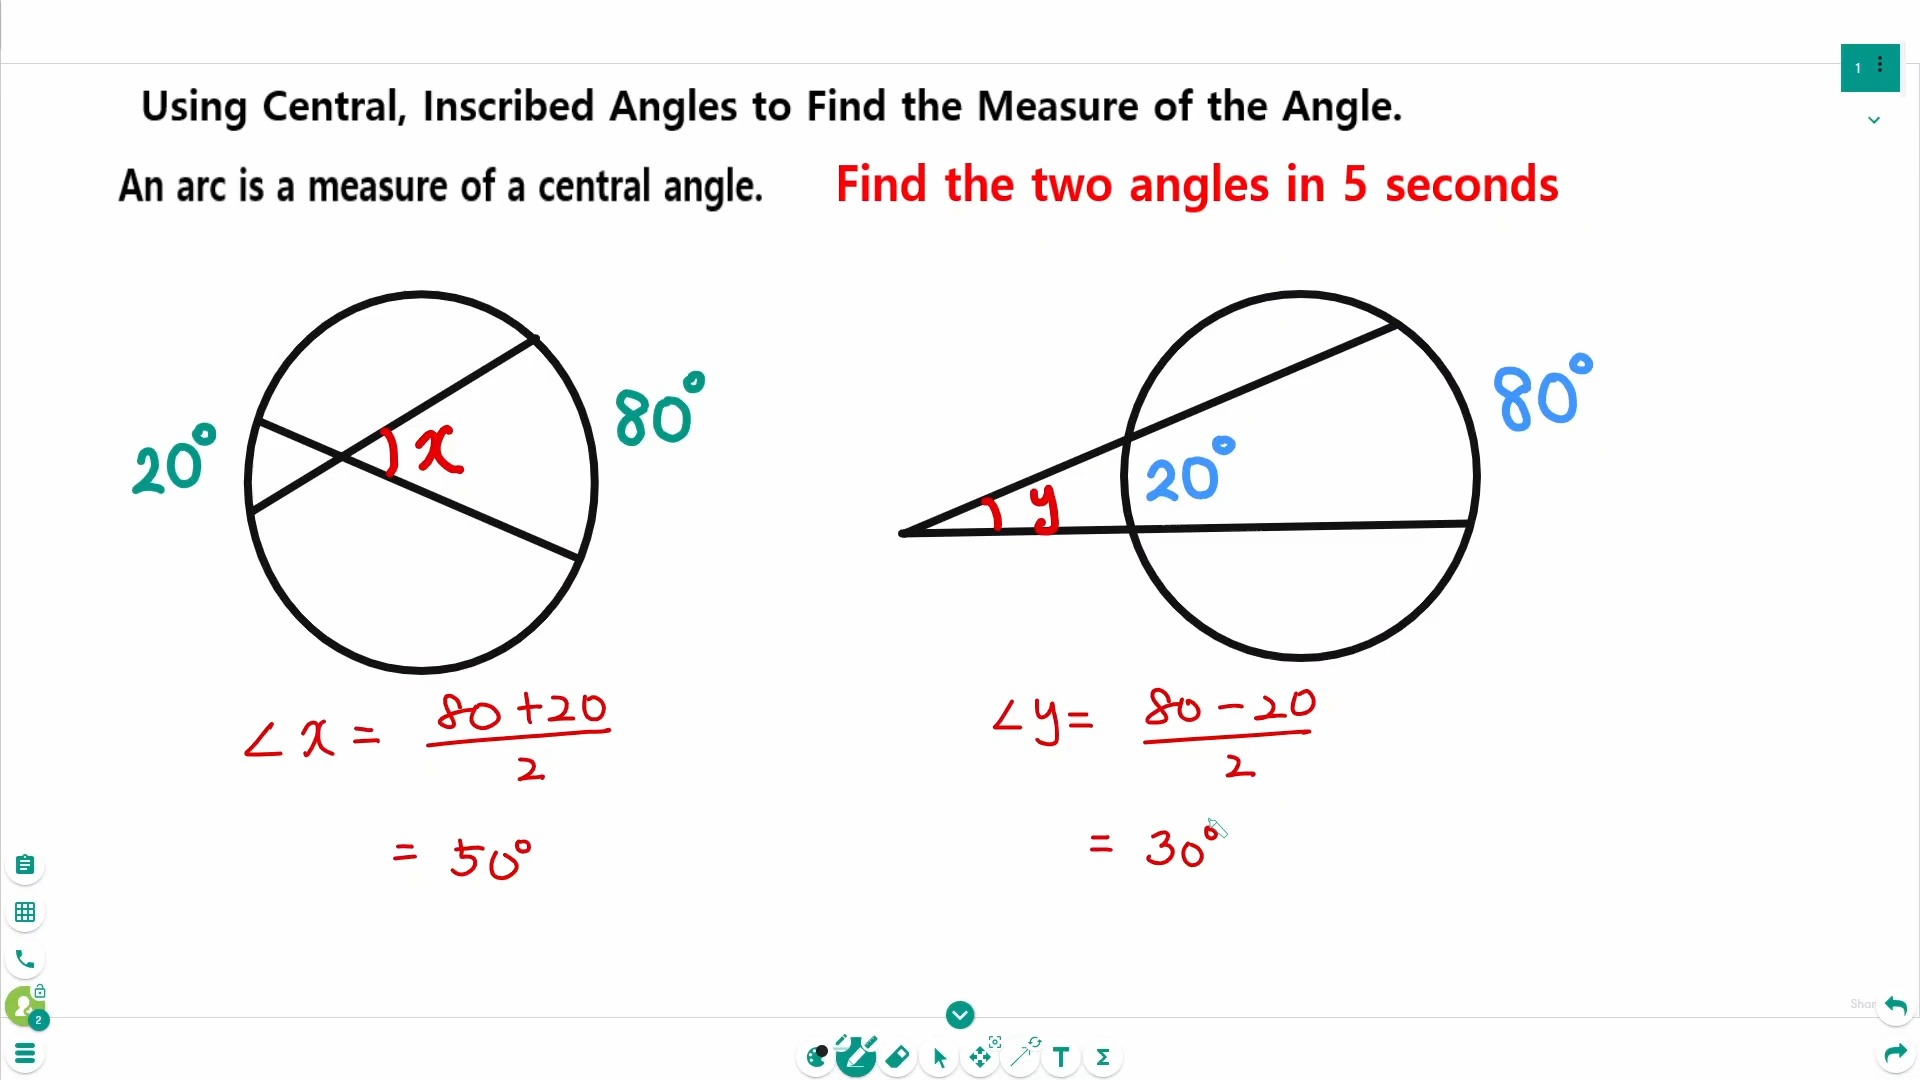 1
Using Central, Inscribed Angles to Find the Measure of the Angle.
An arc is a measure of a central angle. Find the two angles in 5 seconds
20° x 80°
y 20° 80°
∠x = (80+20)/2
= 50°
∠y = (80-20)/2
= 30°
2
T Σ